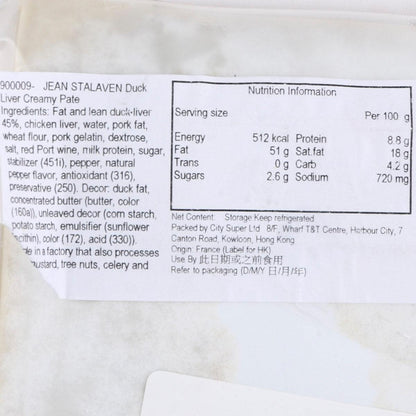 900009- JEAN STALAVEN Duck
Liver Creamy Pate
Ingredients: Fat and lean duck-liver
45%, chicken liver, water, pork fat,
wheat flour, pork gelatin, dextrose,
salt, red Port wine, milk protein, sugar,
stabilizer (451i), pepper, natural
pepper flavor, antioxidant (316),
preservative (250). Decor: duck fat,
concentrated butter (butter, color
(160a)), unleaved decor (corn starch,
potato starch, emulsifier (sunflower
color (172), acid (330)).
in a factory that also processes
mustard, tree nuts, celery and
Nutrition Information
Serving size Per 100 g
Energy 512 kcal Protein 8.8 g
Fat 51 g Sat.fat 18 g
Trans 0 g Carb 4.2 g
Sugars 2.6 g Sodium 720 mg
Net Content: Storage Keep refrigerated
Packed by City Super Ltd 8/F, Wharf T&T Centre, Harbour City, 7
Canton Road, Kowloon, Hong Kong
Origin: France (Label for HK)
Use By 此日期或之前食用
Refer to packaging (D/M/Y 日/月/年)